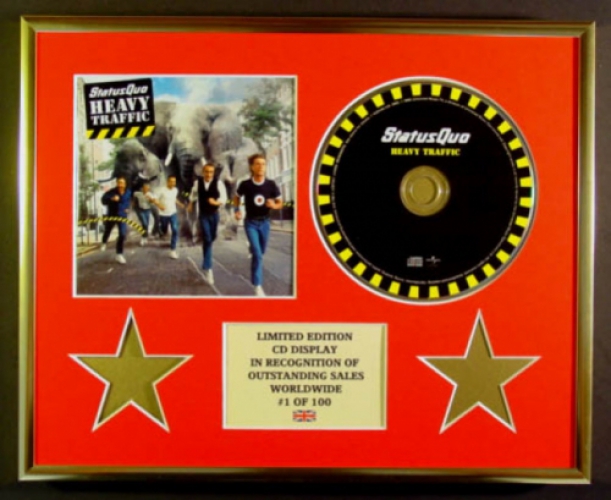 StatusQuo
HEAVY
TRAFFIC
StatusQuo
HEAVY TRAFFIC
LIMITED EDITION
CD DISPLAY
IN RECOGNITION OF
OUTSTANDING SALES
WORLDWIDE
#1 OF 100